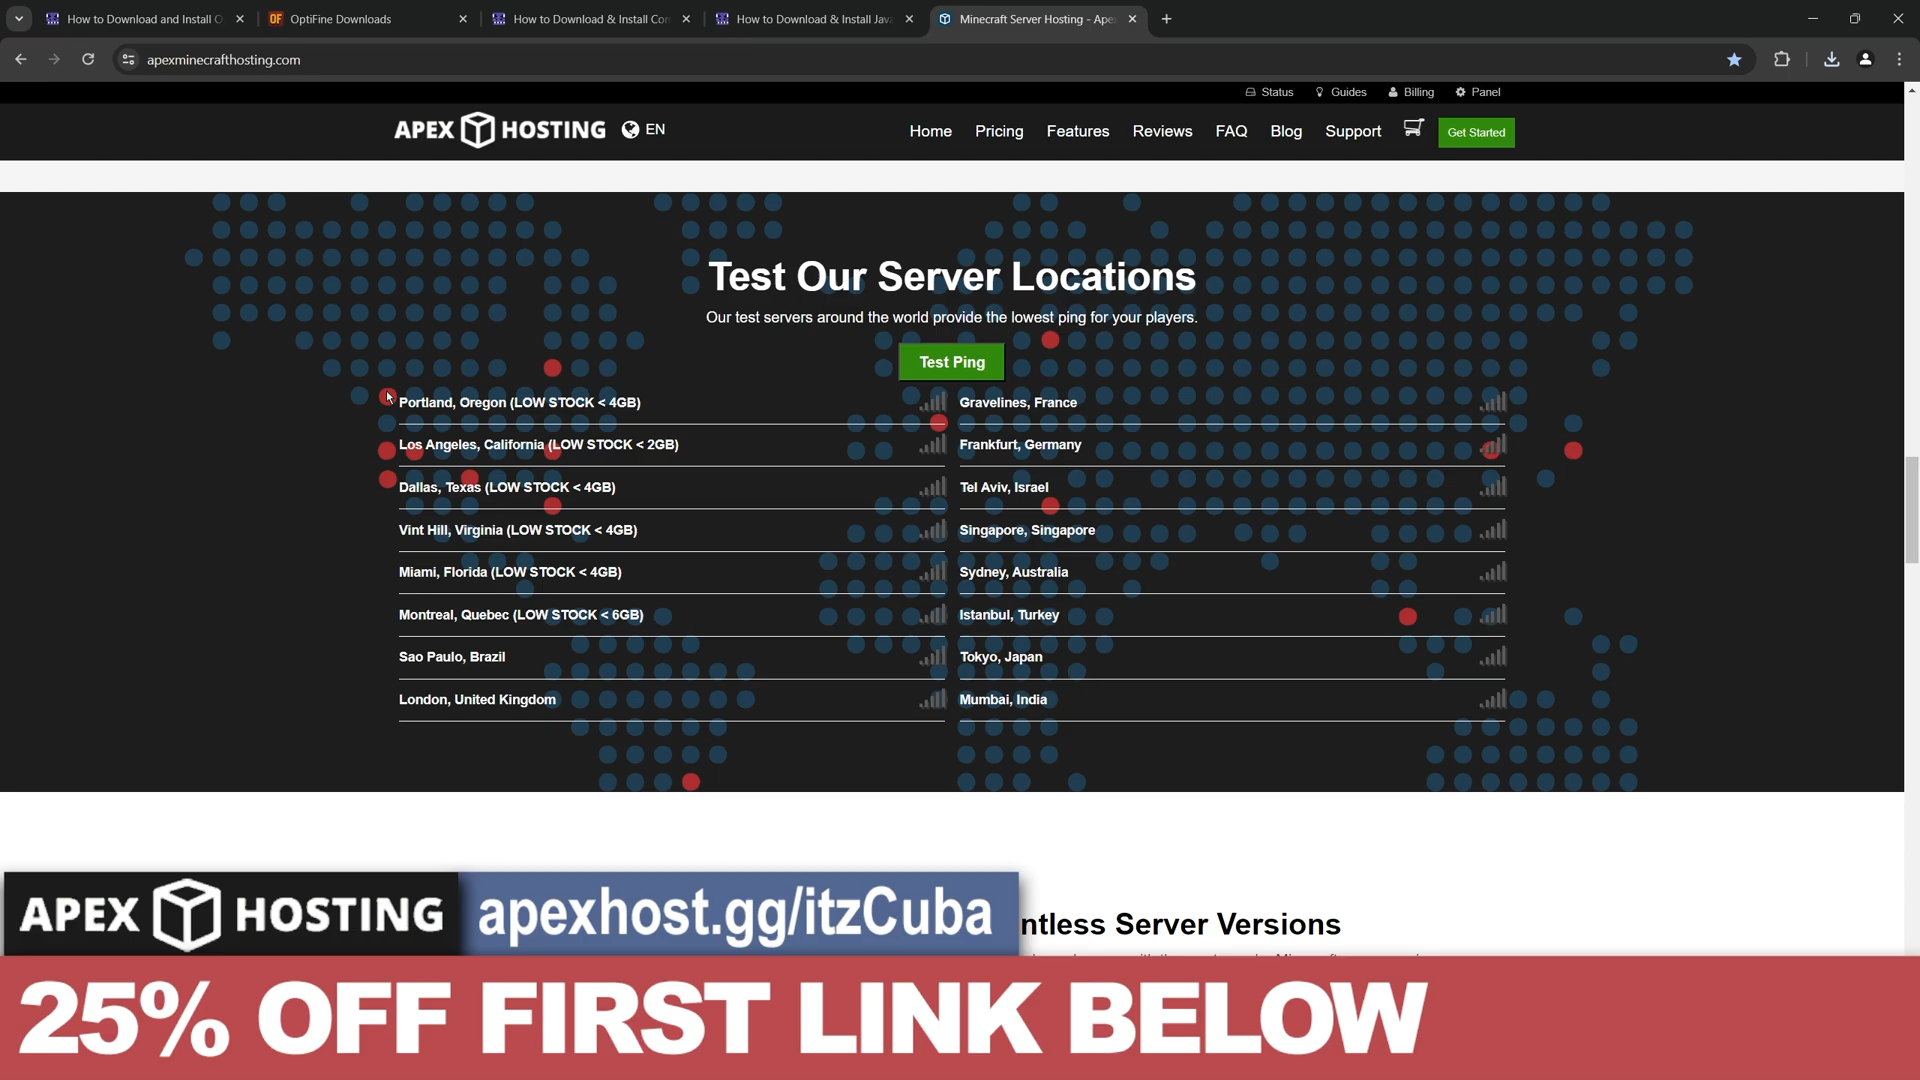 How to Download and Install O
OptiFine Downloads
How to Download & Install Con
How to Download & Install Jav
Minecraft Server Hosting - Ape
apexminecrafthosting.com
Status Guides Billing Panel
APEX HOSTING EN
Home Pricing Features Reviews FAQ Blog Support Get Started
Test Our Server Locations
Our test servers around the world provide the lowest ping for your players.
Test Ping
Portland, Oregon (LOW STOCK < 4GB)
Los Angeles, California (LOW STOCK < 2GB)
Dallas, Texas (LOW STOCK < 4GB)
Vint Hill, Virginia (LOW STOCK < 4GB)
Miami, Florida (LOW STOCK < 4GB)
Montreal, Quebec (LOW STOCK < 6GB)
Sao Paulo, Brazil
London, United Kingdom
Gravelines, France
Frankfurt, Germany
Tel Aviv, Israel
Singapore, Singapore
Sydney, Australia
Istanbul, Turkey
Tokyo, Japan
Mumbai, India
ntless Server Versions
APEX HOSTING
apexhost.gg/itzCuba
25% OFF FIRST LINK BELOW